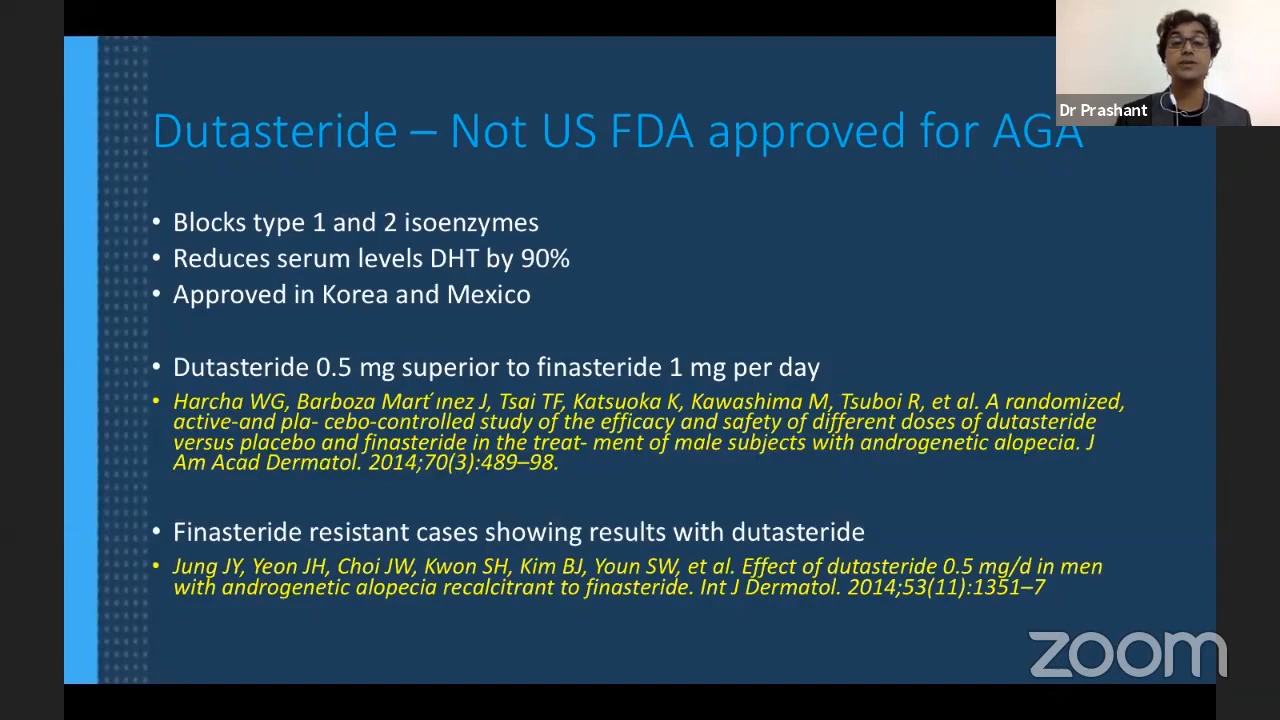 Dr Prashant
Dutasteride – Not US FDA approved for AGA
• Blocks type 1 and 2 isoenzymes
• Reduces serum levels DHT by 90%
• Approved in Korea and Mexico
• Dutasteride 0.5 mg superior to finasteride 1 mg per day
• Harcha WG, Barboza Mart´ınez J, Tsai TF, Katsuoka K, Kawashima M, Tsuboi R, et al. A randomized,
active-and pla- cebo-controlled study of the efficacy and safety of different doses of dutasteride
versus placebo and finasteride in the treat- ment of male subjects with androgenetic alopecia. J
Am Acad Dermatol. 2014;70(3):489–98.
• Finasteride resistant cases showing results with dutasteride
• Jung JY, Yeon JH, Choi JW, Kwon SH, Kim BJ, Youn SW, et al. Effect of dutasteride 0.5 mg/d in men
with androgenetic alopecia recalcitrant to finasteride. Int J Dermatol. 2014;53(11):1351–7
zoom